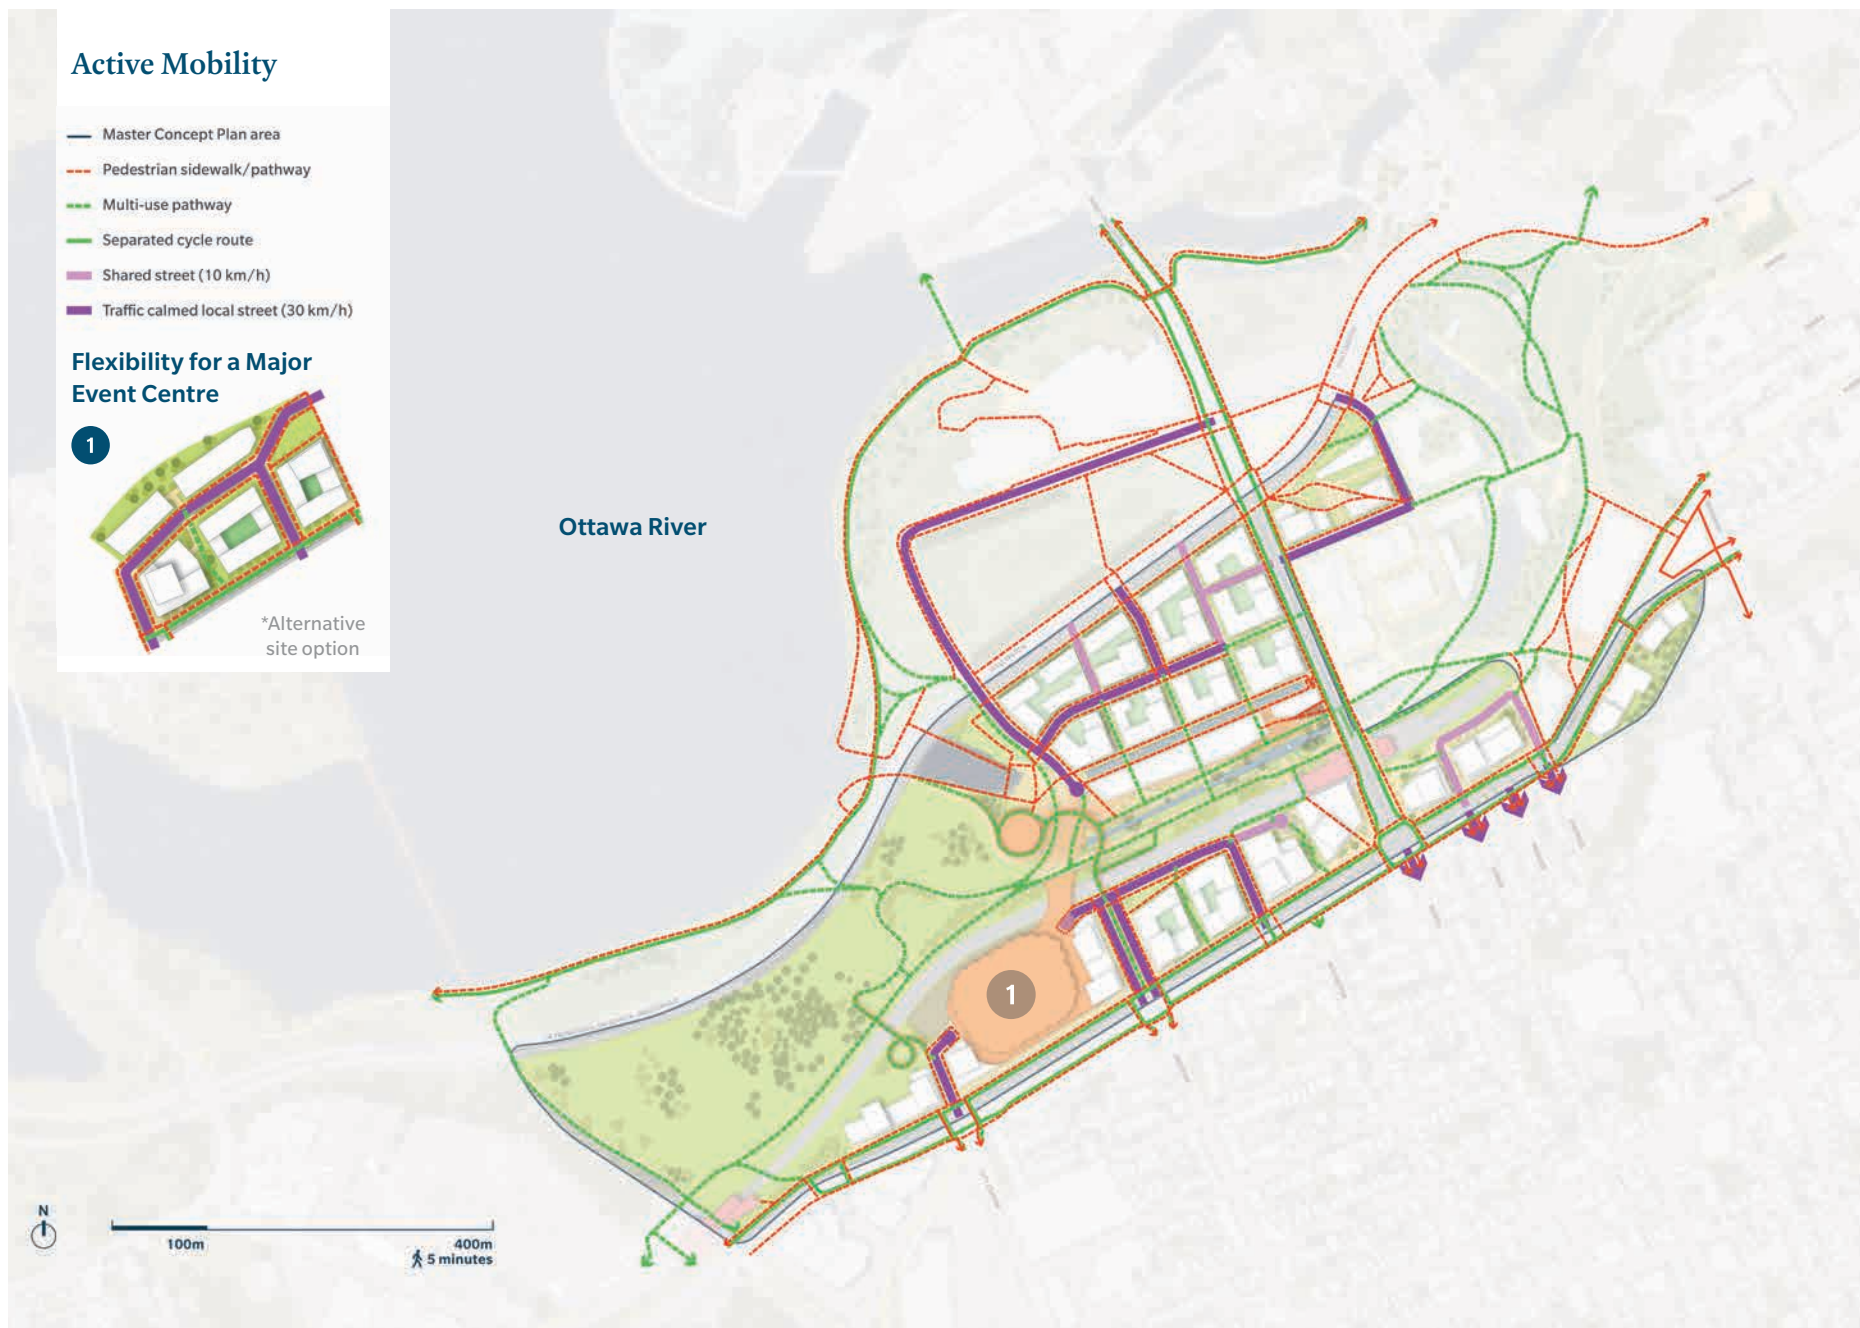 Active Mobility
Master Concept Plan area
Pedestrian sidewalk/pathway
Multi-use pathway
Separated cycle route
Shared street (10 km/h)
Traffic calmed local street (30 km/h)
Flexibility for a Major
Event Centre
1
*Alternative
site option
Ottawa River
1
N
100m
400m
5 minutes